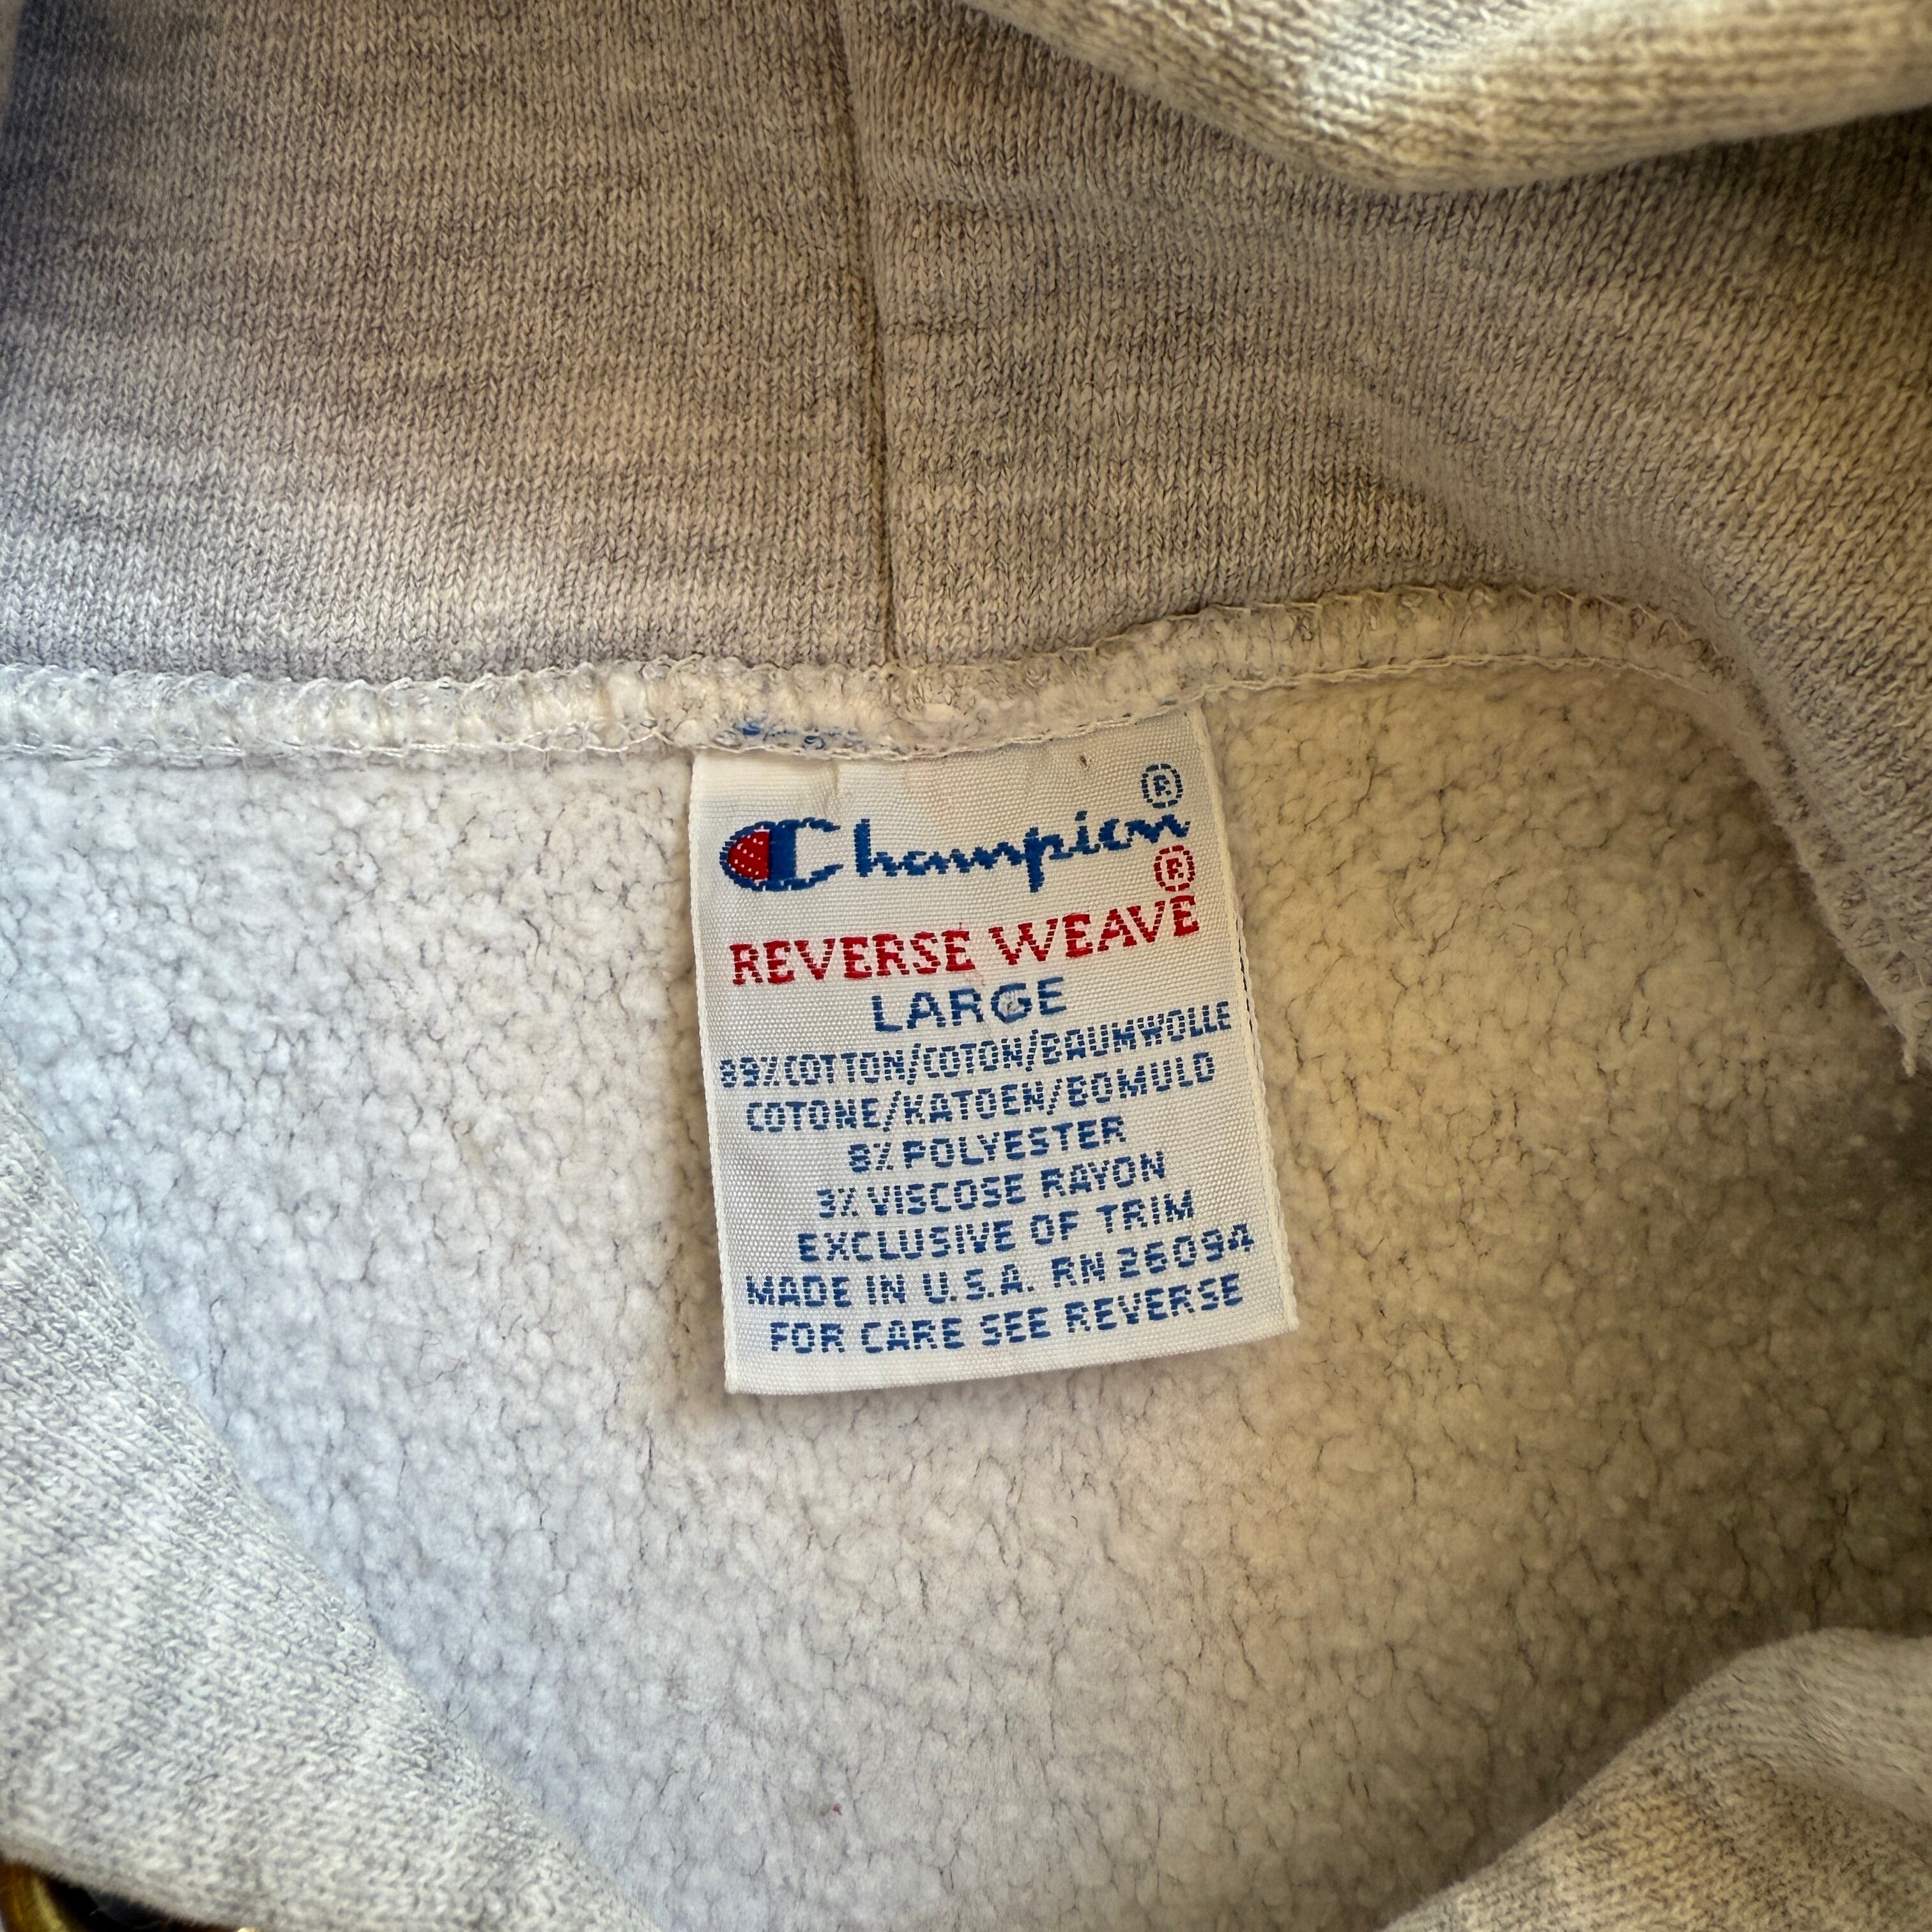 Champion®
REVERSE WEAVE®
LARGE
89% COTTON/COTON/BAUMWOLLE
COTONE/KATOEN/BOMULD
8% POLYESTER
3% VISCOSE RAYON
EXCLUSIVE OF TRIM
MADE IN U.S.A. RN 26094
FOR CARE SEE REVERSE